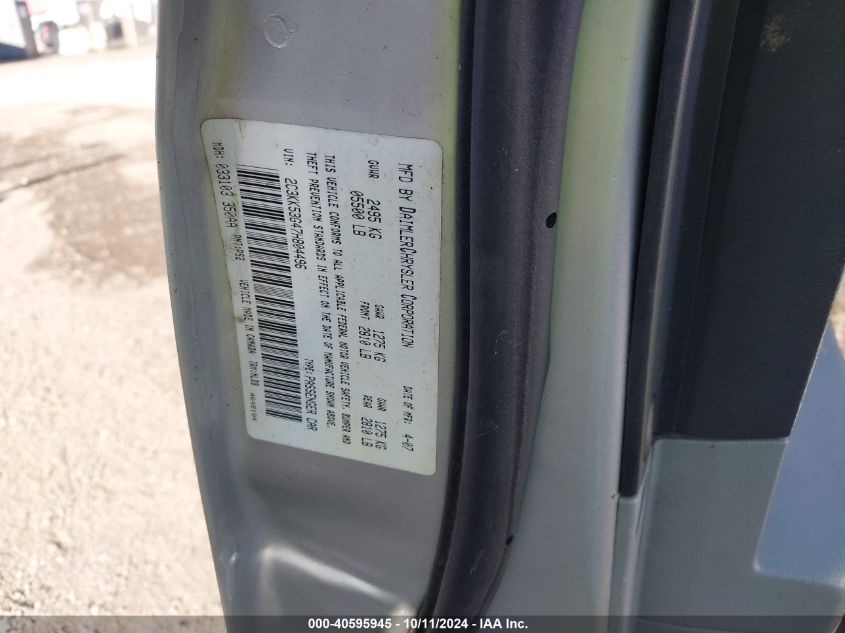 MFD BY DAIMLERCHRYSLER CORPORATION DATE OF MFR: 4-07
GVWR 2495 KG GAWR 1275 KG GAWR 1275 KG
05500 LB FRONT 2810 LB REAR 2810 LB
THIS VEHICLE CONFORMS TO ALL APPLICABLE FEDERAL MOTOR VEHICLE SAFETY, BUMPER AND
THEFT PREVENTION STANDARDS IN EFFECT ON THE DATE OF MANUFACTURE SHOWN ABOVE.
VIN: 2C3KK53G47H804496 TYPE: PASSENGER CAR
MDH: 033103 350AA VEHICLE MADE IN CANADA
000-40595945 - 10/11/2024 - IAA Inc.